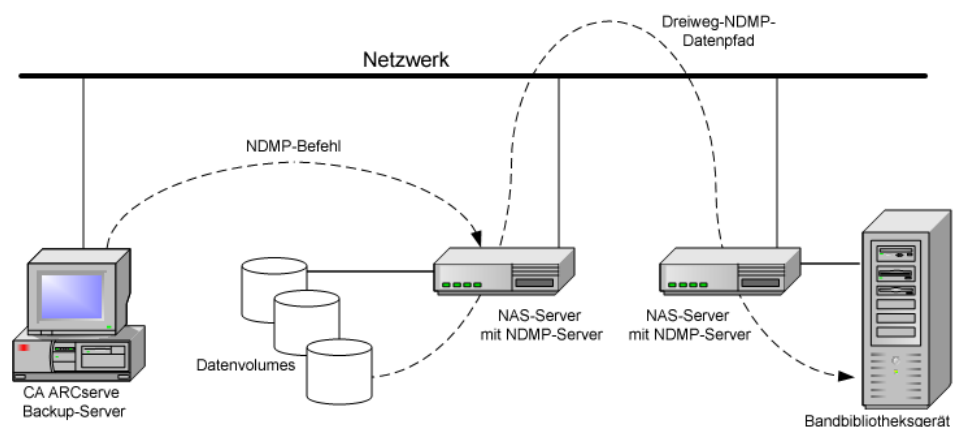 Dreiweg-NDMP-
Datenpfad
Netzwerk
NDMP-Befehl
NAS-Server
mit NDMP-Server
NAS-Server
mit NDMP-Server
Datenvolumes
CA ARCserve
Backup-Server
Bandbibliotheksgerät